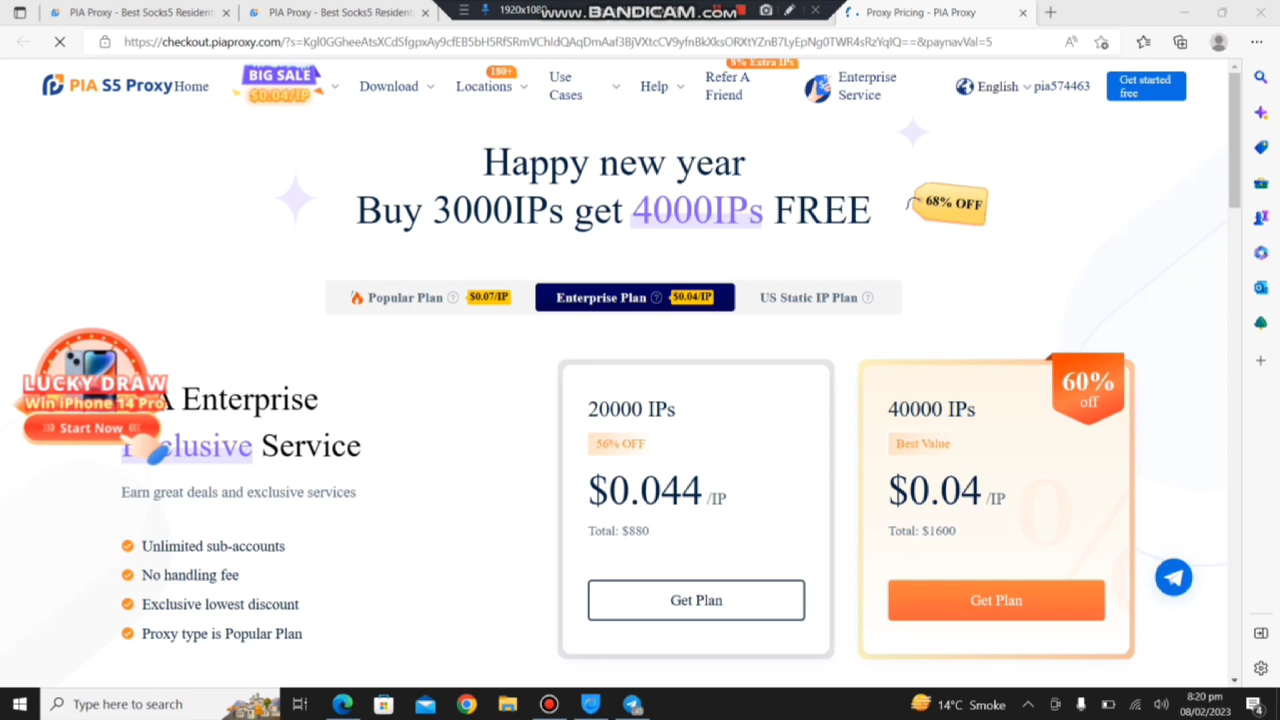 PIA Proxy - Best Socks5 Resident
PIA Proxy - Best Socks5 Resident
1920x1080
www.BANDICAM.com
Proxy Pricing - PIA Proxy
https://checkout.piaproxy.com/?s=Kgl0GGheeAtsXCdSfgpxAy9cfEB5bH5RfSRmVChIdQAqDmAaf3BjVXtcCV9yfnBkXksORXtYZnB7LyEpNg0TWR4sRzYqIQ==&paynavVal=5
PIA S5 Proxy
Home
BIG SALE
$0.04/IP
Download
180+
Locations
Use
Cases
Help
8% Extra IPs
Refer A
Friend
Enterprise
Service
English
pia574463
Get started
free
Happy new year
Buy 3000IPs get 4000IPs FREE
68% OFF
Popular Plan ? $0.07/IP
Enterprise Plan ? $0.04/IP
US Static IP Plan ?
LUCKY DRAW
Win iPhone 14 Pro
Start Now
A Enterprise
Exclusive Service
Earn great deals and exclusive services
Unlimited sub-accounts
No handling fee
Exclusive lowest discount
Proxy type is Popular Plan
20000 IPs
56% OFF
$0.044 /IP
Total: $880
Get Plan
60%
off
40000 IPs
Best Value
$0.04 /IP
Total: $1600
Get Plan
Type here to search
14°C Smoke
8:20 pm
08/02/2023
4